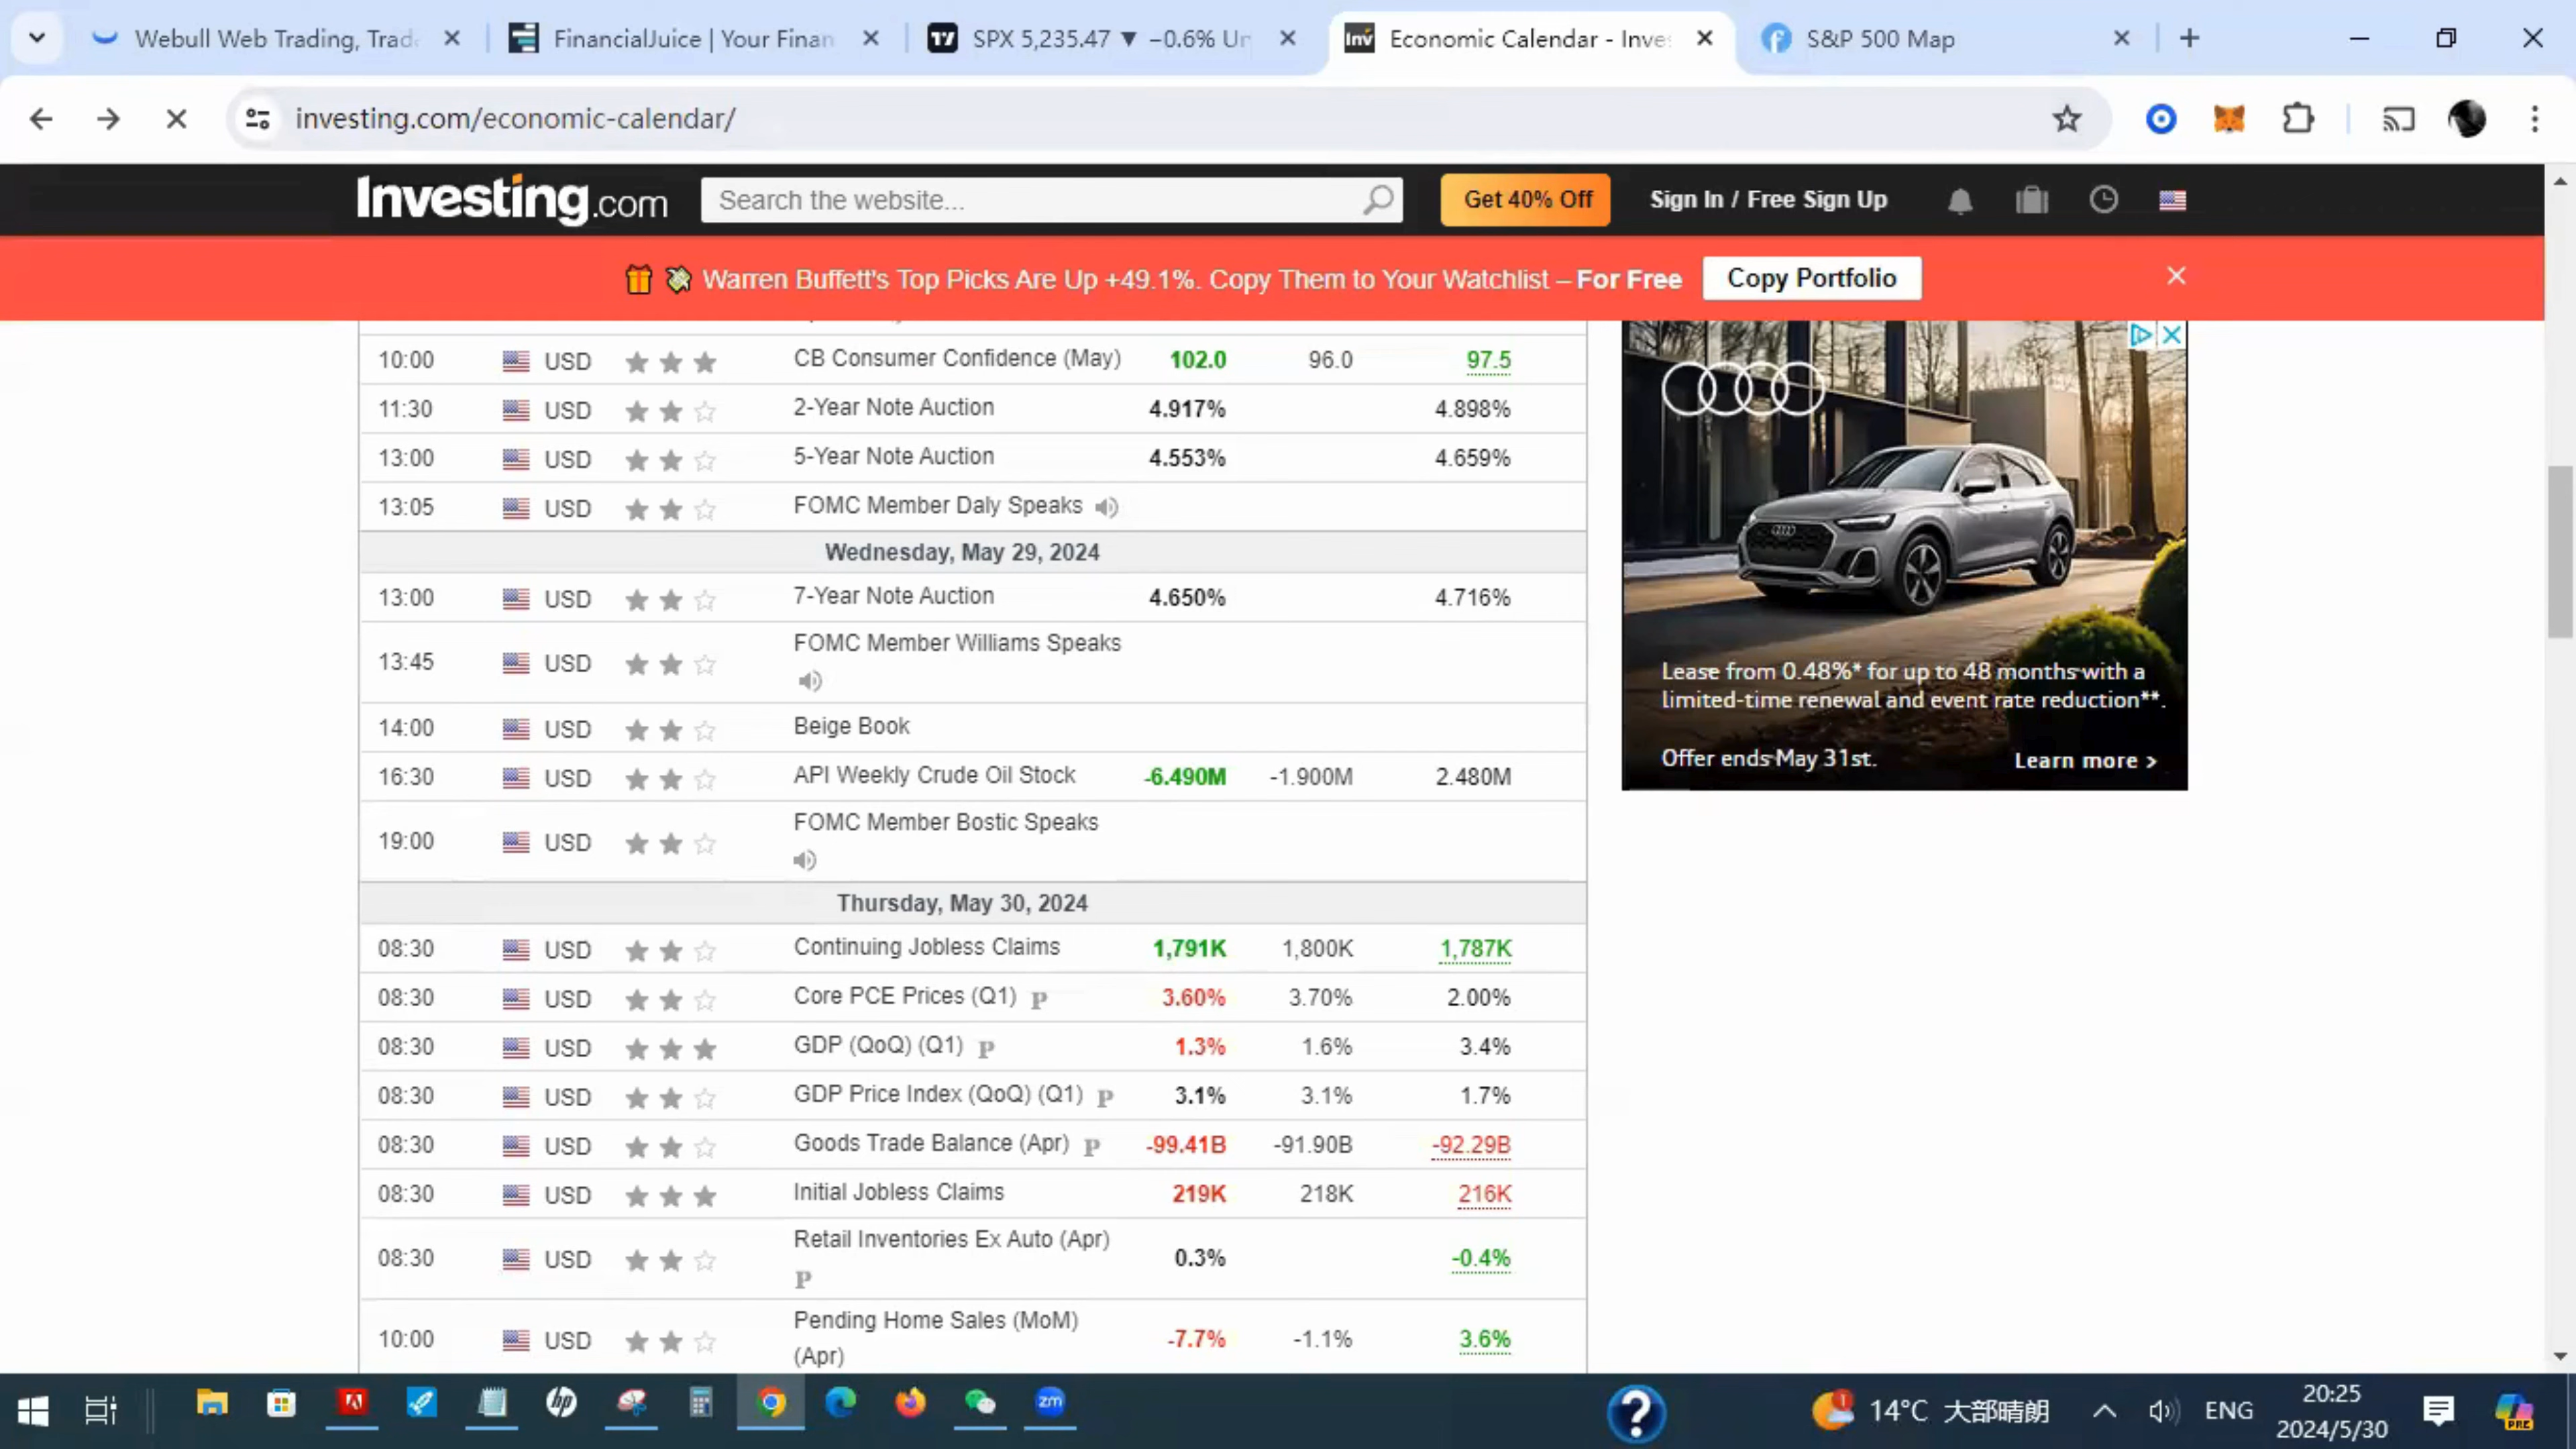 Webull Web Trading, Trad
FinancialJuice | Your Finan
SPX 5,235.47 ▼ −0.6% Un
Economic Calendar - Inves
S&P 500 Map
investing.com/economic-calendar/
Investing.com
Search the website...
Get 40% Off
Sign In / Free Sign Up
Warren Buffett's Top Picks Are Up +49.1%. Copy Them to Your Watchlist – For Free
Copy Portfolio
10:00 USD CB Consumer Confidence (May) 102.0 96.0 97.5
11:30 USD 2-Year Note Auction 4.917% 4.898%
13:00 USD 5-Year Note Auction 4.553% 4.659%
13:05 USD FOMC Member Daly Speaks
Wednesday, May 29, 2024
13:00 USD 7-Year Note Auction 4.650% 4.716%
13:45 USD FOMC Member Williams Speaks
14:00 USD Beige Book
16:30 USD API Weekly Crude Oil Stock -6.490M -1.900M 2.480M
19:00 USD FOMC Member Bostic Speaks
Thursday, May 30, 2024
08:30 USD Continuing Jobless Claims 1,791K 1,800K 1,787K
08:30 USD Core PCE Prices (Q1) P 3.60% 3.70% 2.00%
08:30 USD GDP (QoQ) (Q1) P 1.3% 1.6% 3.4%
08:30 USD GDP Price Index (QoQ) (Q1) P 3.1% 3.1% 1.7%
08:30 USD Goods Trade Balance (Apr) P -99.41B -91.90B -92.29B
08:30 USD Initial Jobless Claims 219K 218K 216K
08:30 USD Retail Inventories Ex Auto (Apr) 0.3% -0.4%
P
10:00 USD Pending Home Sales (MoM) -7.7% -1.1% 3.6%
(Apr)
Lease from 0.48%* for up to 48 months with a
limited-time renewal and event rate reduction**.
Offer ends May 31st.
Learn more >
14°C 大部晴朗
ENG
20:25
2024/5/30